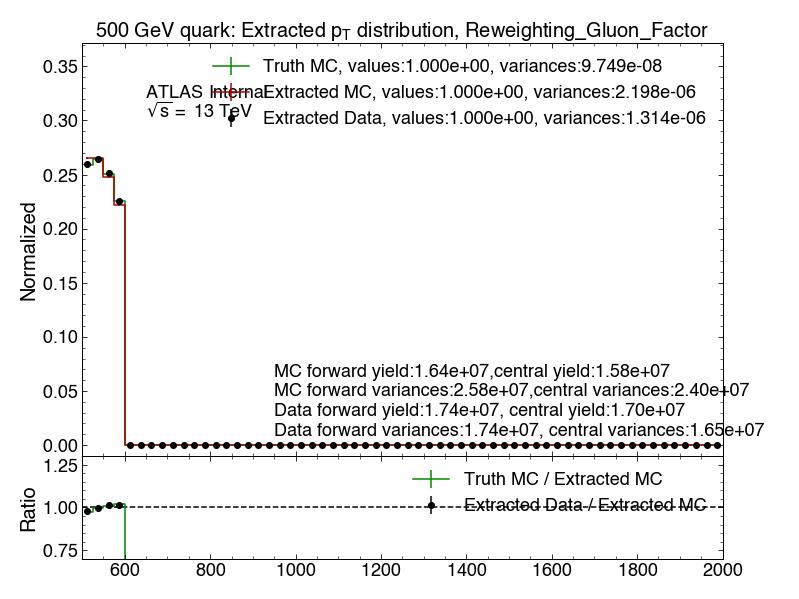 500 GeV quark: Extracted pT distribution, Reweighting_Gluon_Factor
Truth MC, values:1.000e+00, variances:9.749e-08
ATLAS Internal
Extracted MC, values:1.000e+00, variances:2.198e-06
√s = 13 TeV
Extracted Data, values:1.000e+00, variances:1.314e-06
0.35
0.30
0.25
0.20
0.15
0.10
0.05
0.00
Normalized
MC forward yield:1.64e+07,central yield:1.58e+07
MC forward variances:2.58e+07,central variances:2.40e+07
Data forward yield:1.74e+07, central yield:1.70e+07
Data forward variances:1.74e+07, central variances:1.65e+07
1.25
1.00
0.75
Ratio
Truth MC / Extracted MC
Extracted Data / Extracted MC
600 800 1000 1200 1400 1600 1800 2000